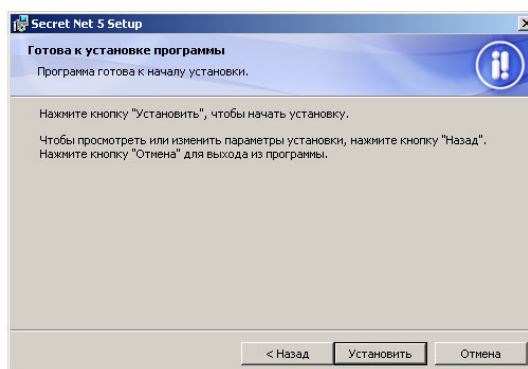 Secret Net 5 Setup
Готова к установке программы
Программа готова к началу установки.
Нажмите кнопку "Установить", чтобы начать установку.
Чтобы просмотреть или изменить параметры установки, нажмите кнопку "Назад".
Нажмите кнопку "Отмена" для выхода из программы.
< Назад
Установить
Отмена